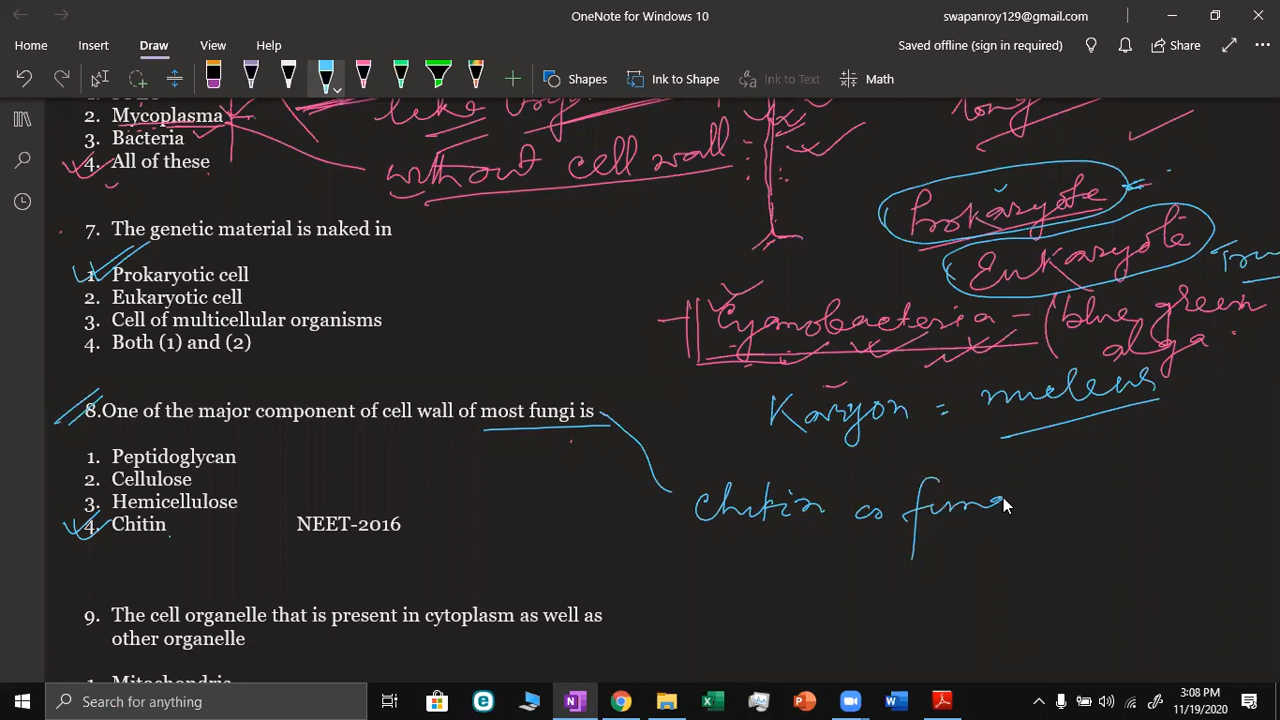 OneNote for Windows 10
swapanroy129@gmail.com
Home Insert Draw View Help
Saved offline (sign in required) Share
Shapes Ink to Shape Ink to Text Math
2. Mycoplasma
3. Bacteria
4. All of these
like
long
without cell wall
Prokaryote
Eukaryote
7. The genetic material is naked in
1. Prokaryotic cell
2. Eukaryotic cell
3. Cell of multicellular organisms
4. Both (1) and (2)
Cyanobacteria - (blue green
alga
Karyon = nucleus
8.One of the major component of cell wall of most fungi is
1. Peptidoglycan
2. Cellulose
3. Hemicellulose
4. Chitin NEET-2016
Chitin as
9. The cell organelle that is present in cytoplasm as well as
other organelle
1. Mitochondria
Search for anything
3:08 PM
11/19/2020